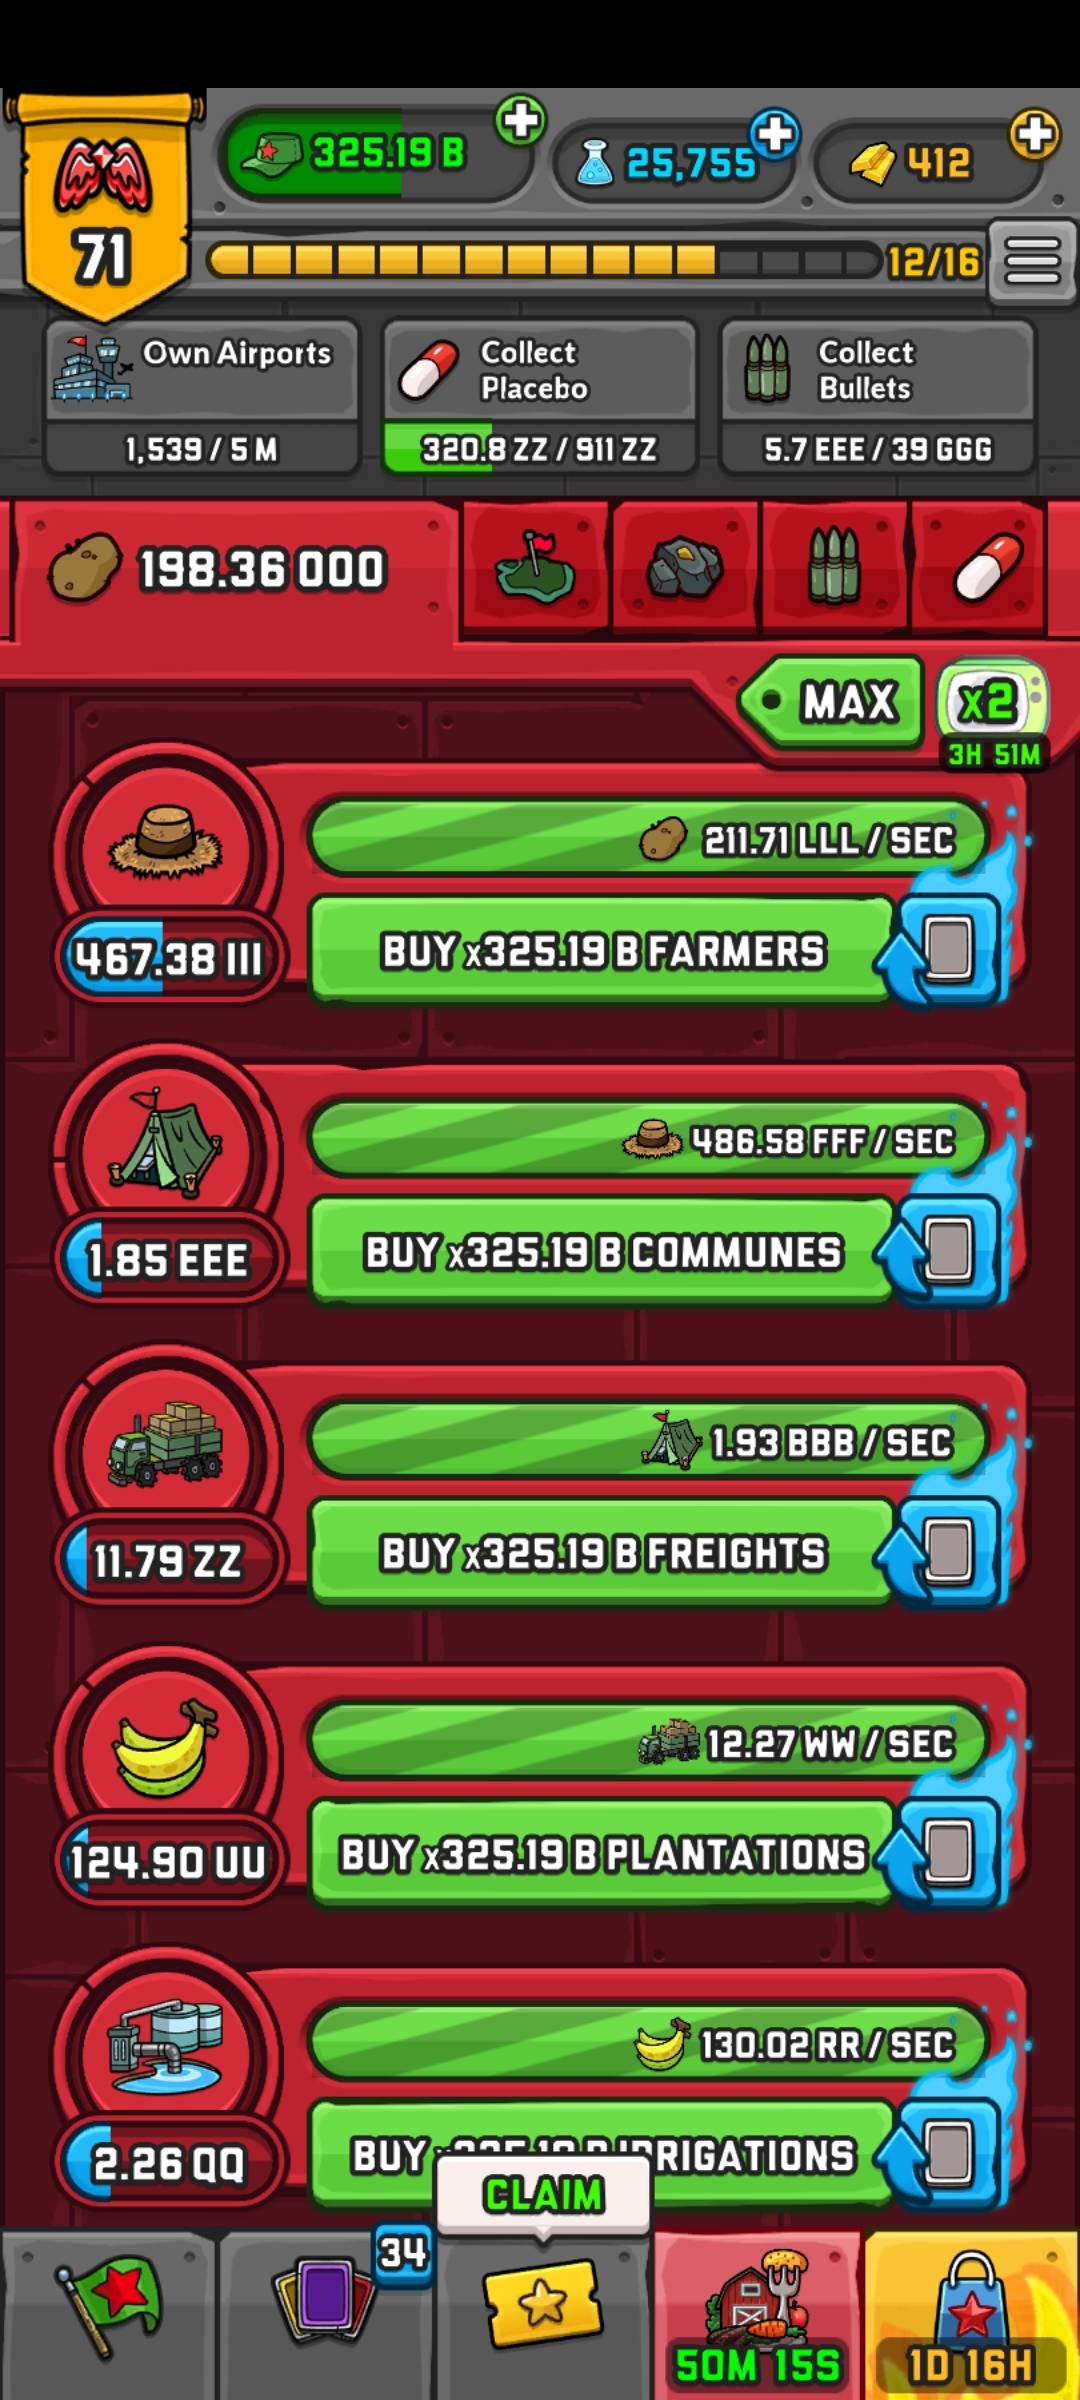 71
325.19 B
25,755
412
12/16
Own Airports
1,539 / 5 M
Collect
Placebo
320.8 ZZ / 911 ZZ
Collect
Bullets
5.7 EEE / 39 GGG
198.36 OOO
MAX
x2
3H 51M
211.71 LLL / SEC
467.38 III
BUY x325.19 B FARMERS
486.58 FFF / SEC
1.85 EEE
BUY x325.19 B COMMUNES
1.93 BBB / SEC
11.79 ZZ
BUY x325.19 B FREIGHTS
12.27 WW / SEC
124.90 UU
BUY x325.19 B PLANTATIONS
130.02 RR / SEC
2.26 QQ
BUY x325.19 B IRRIGATIONS
CLAIM
34
50M 15S
1D 16H